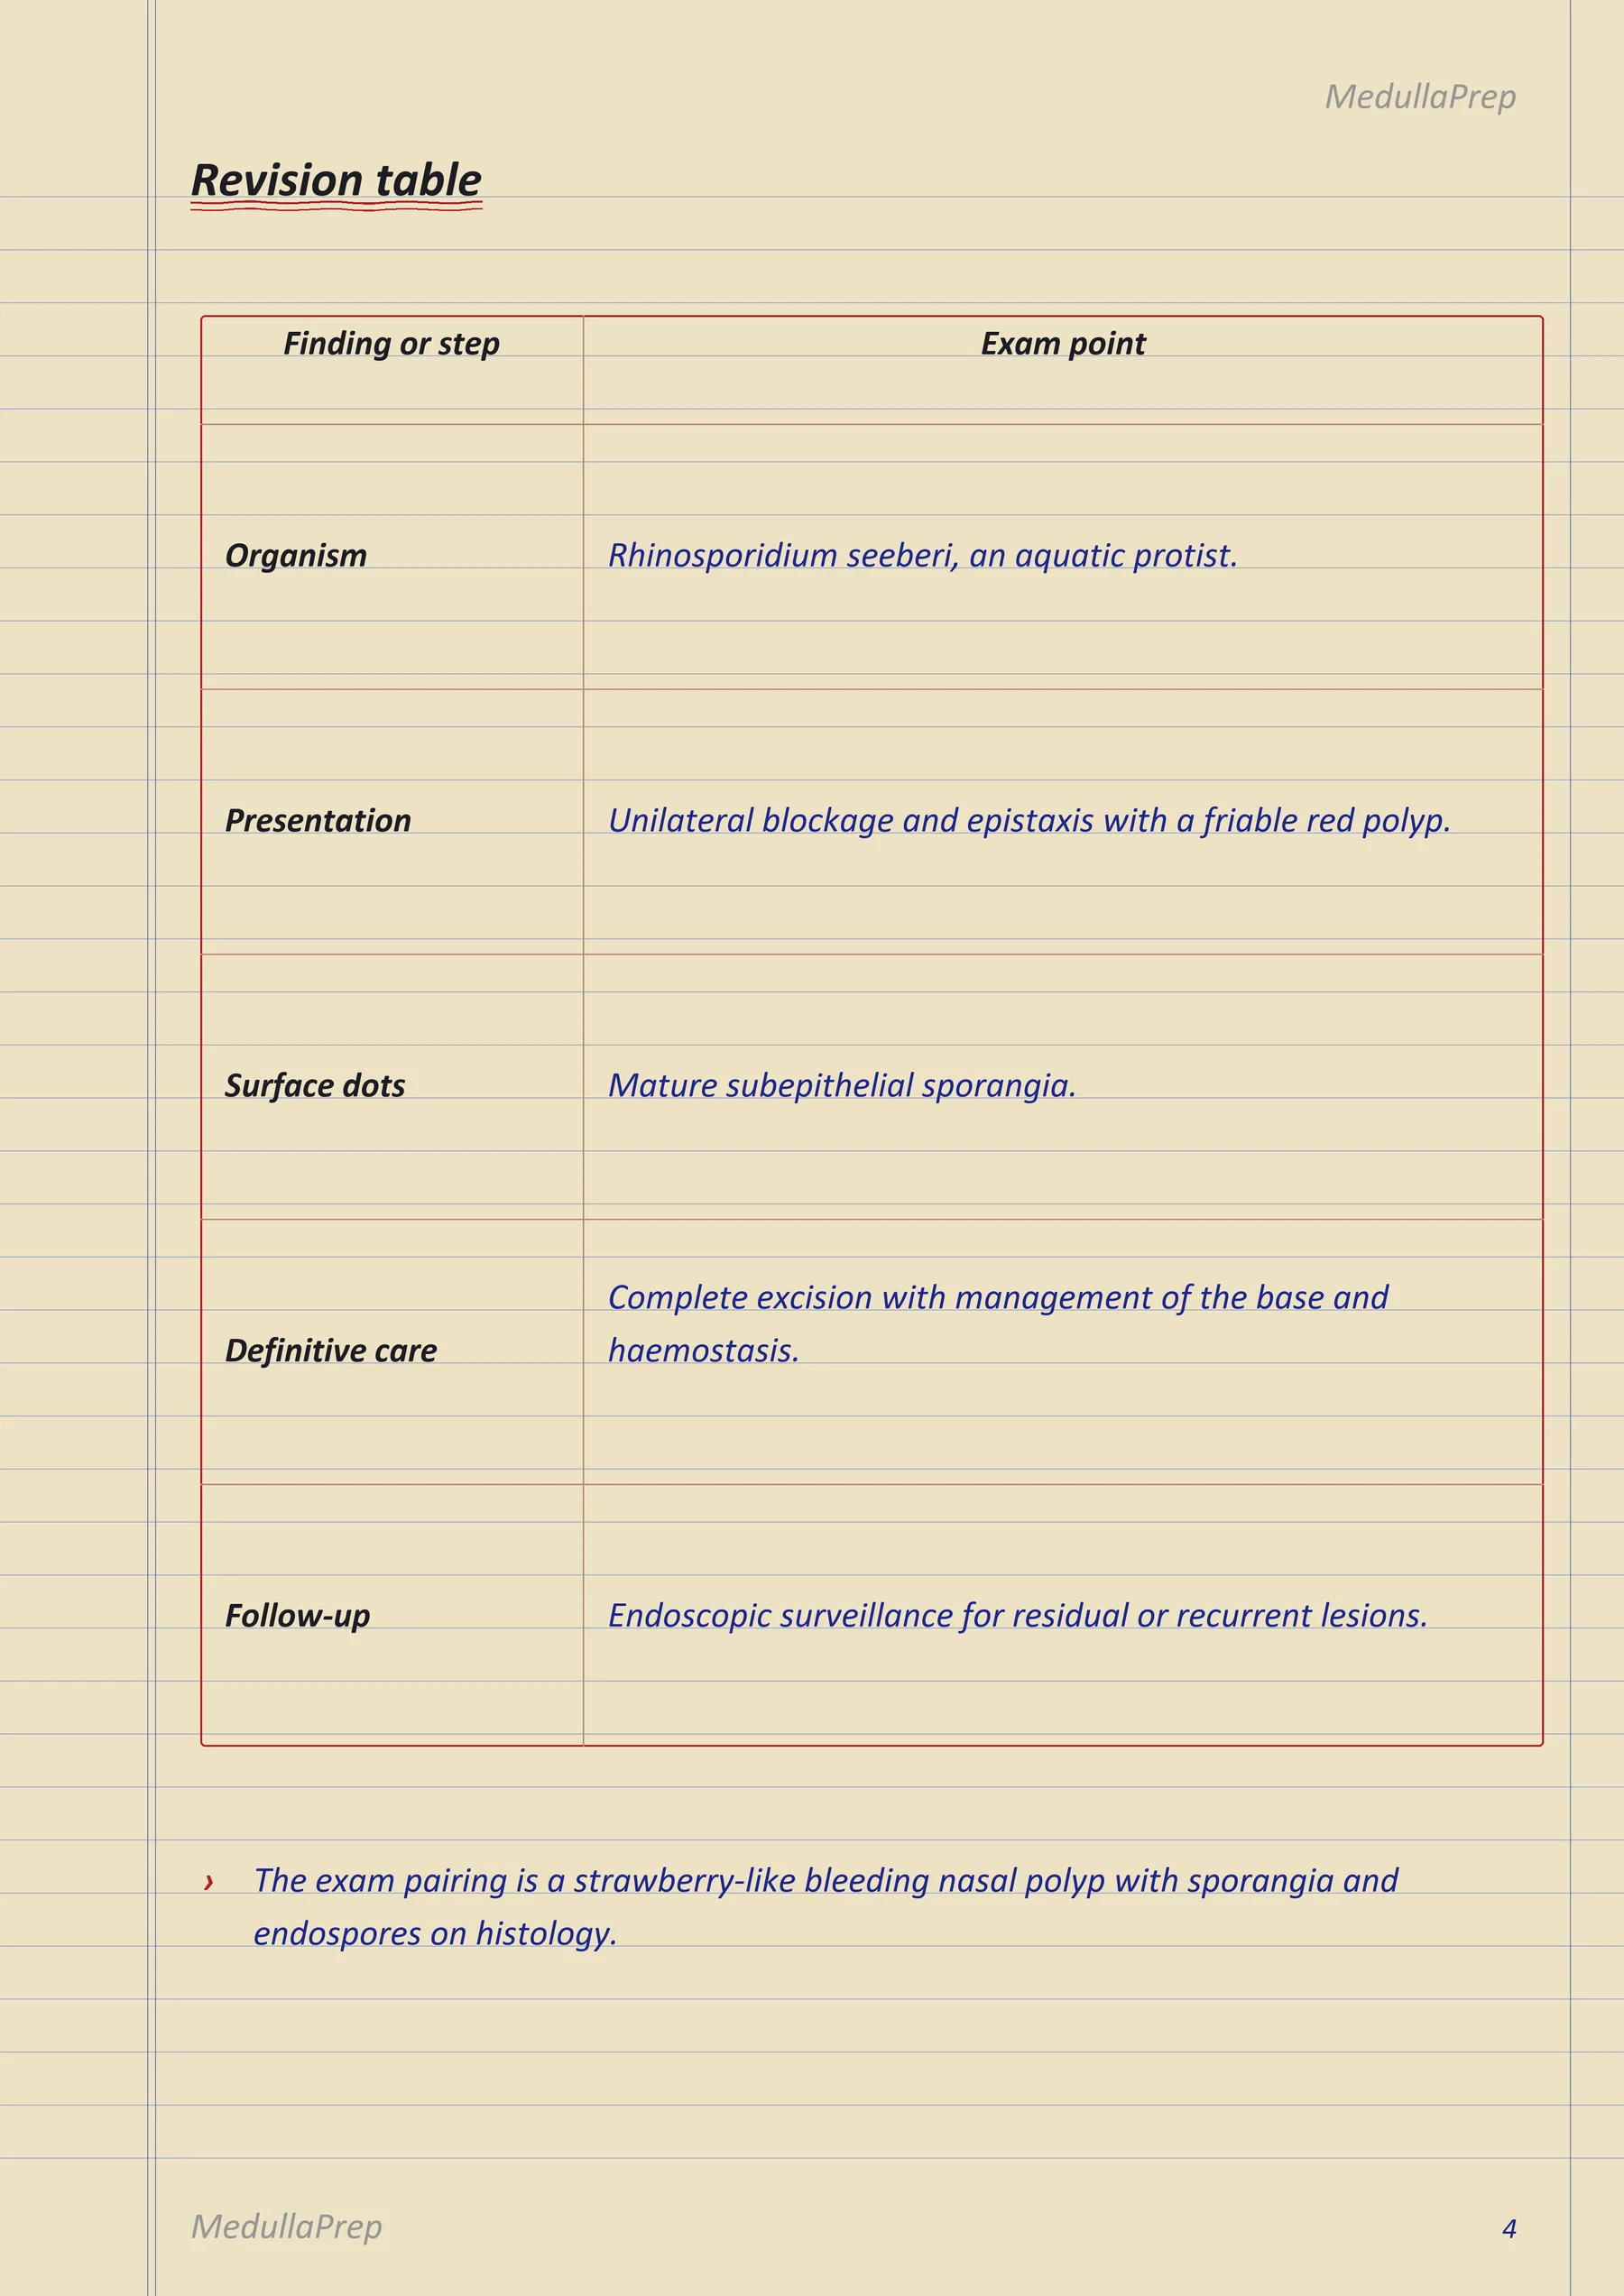 MedullaPrep
Revision table
Finding or step
Exam point
Organism
Rhinosporidium seeberi, an aquatic protist.
Presentation
Unilateral blockage and epistaxis with a friable red polyp.
Surface dots
Mature subepithelial sporangia.
Definitive care
Complete excision with management of the base and
haemostasis.
Follow-up
Endoscopic surveillance for residual or recurrent lesions.
› The exam pairing is a strawberry-like bleeding nasal polyp with sporangia and
endospores on histology.
MedullaPrep
4